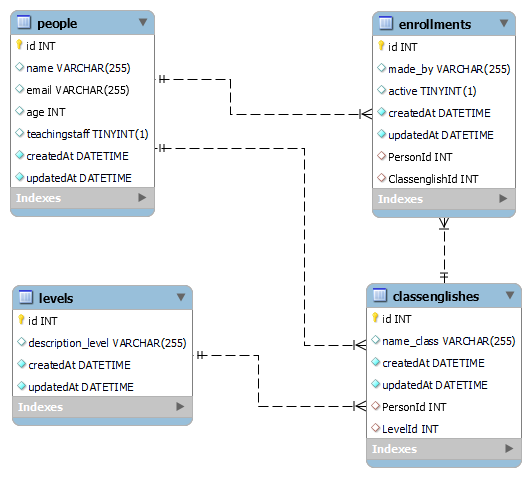 people
id INT
name VARCHAR(255)
email VARCHAR(255)
age INT
teachingstaff TINYINT(1)
createdAt DATETIME
updatedAt DATETIME
Indexes
enrollments
id INT
made_by VARCHAR(255)
active TINYINT(1)
createdAt DATETIME
updatedAt DATETIME
PersonId INT
ClassenglishId INT
Indexes
levels
id INT
description_level VARCHAR(255)
createdAt DATETIME
updatedAt DATETIME
Indexes
classenglishes
id INT
name_class VARCHAR(255)
createdAt DATETIME
updatedAt DATETIME
PersonId INT
LevelId INT
Indexes